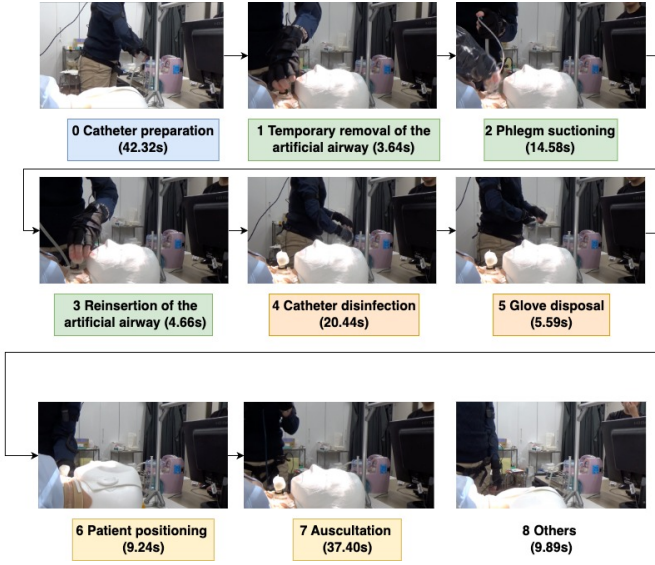 0 Catheter preparation
(42.32s)
1 Temporary removal of the
artificial airway (3.64s)
2 Phlegm suctioning
(14.58s)
3 Reinsertion of the
artificial airway (4.66s)
4 Catheter disinfection
(20.44s)
5 Glove disposal
(5.59s)
6 Patient positioning
(9.24s)
7 Auscultation
(37.40s)
8 Others
(9.89s)